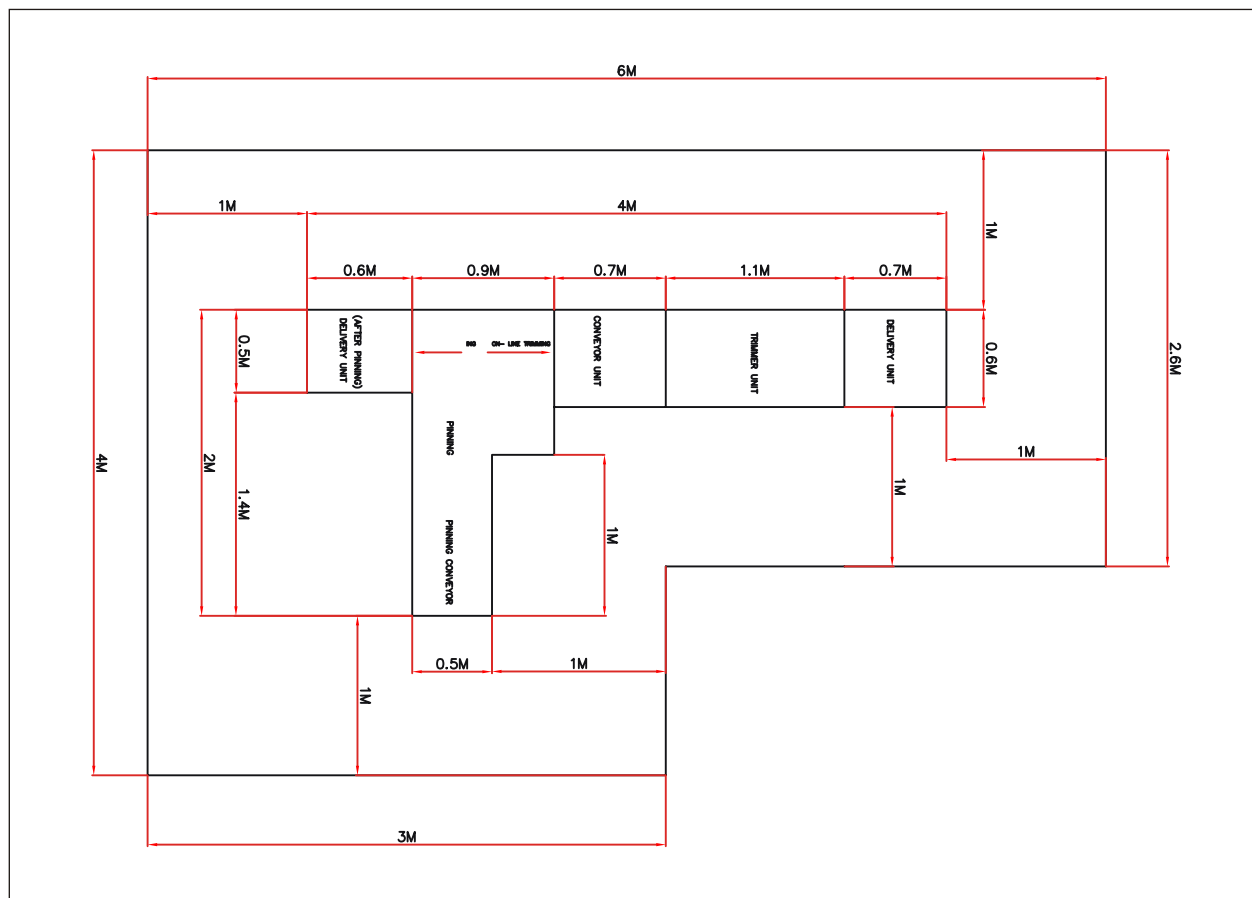 6M
1M
4M
1M
0.6M
0.9M
0.7M
1.1M
0.7M
2.6M
0.6M
0.5M
(AFTER PINNING)
DELIVERY UNIT
ING
ON- LINE TRIMMING
CONVEYOR UNIT
TRIMMER UNIT
DELIVERY UNIT
PINNING
1M
4M
2M
1.4M
1M
1M
PINNING CONVEYOR
0.5M
1M
1M
3M